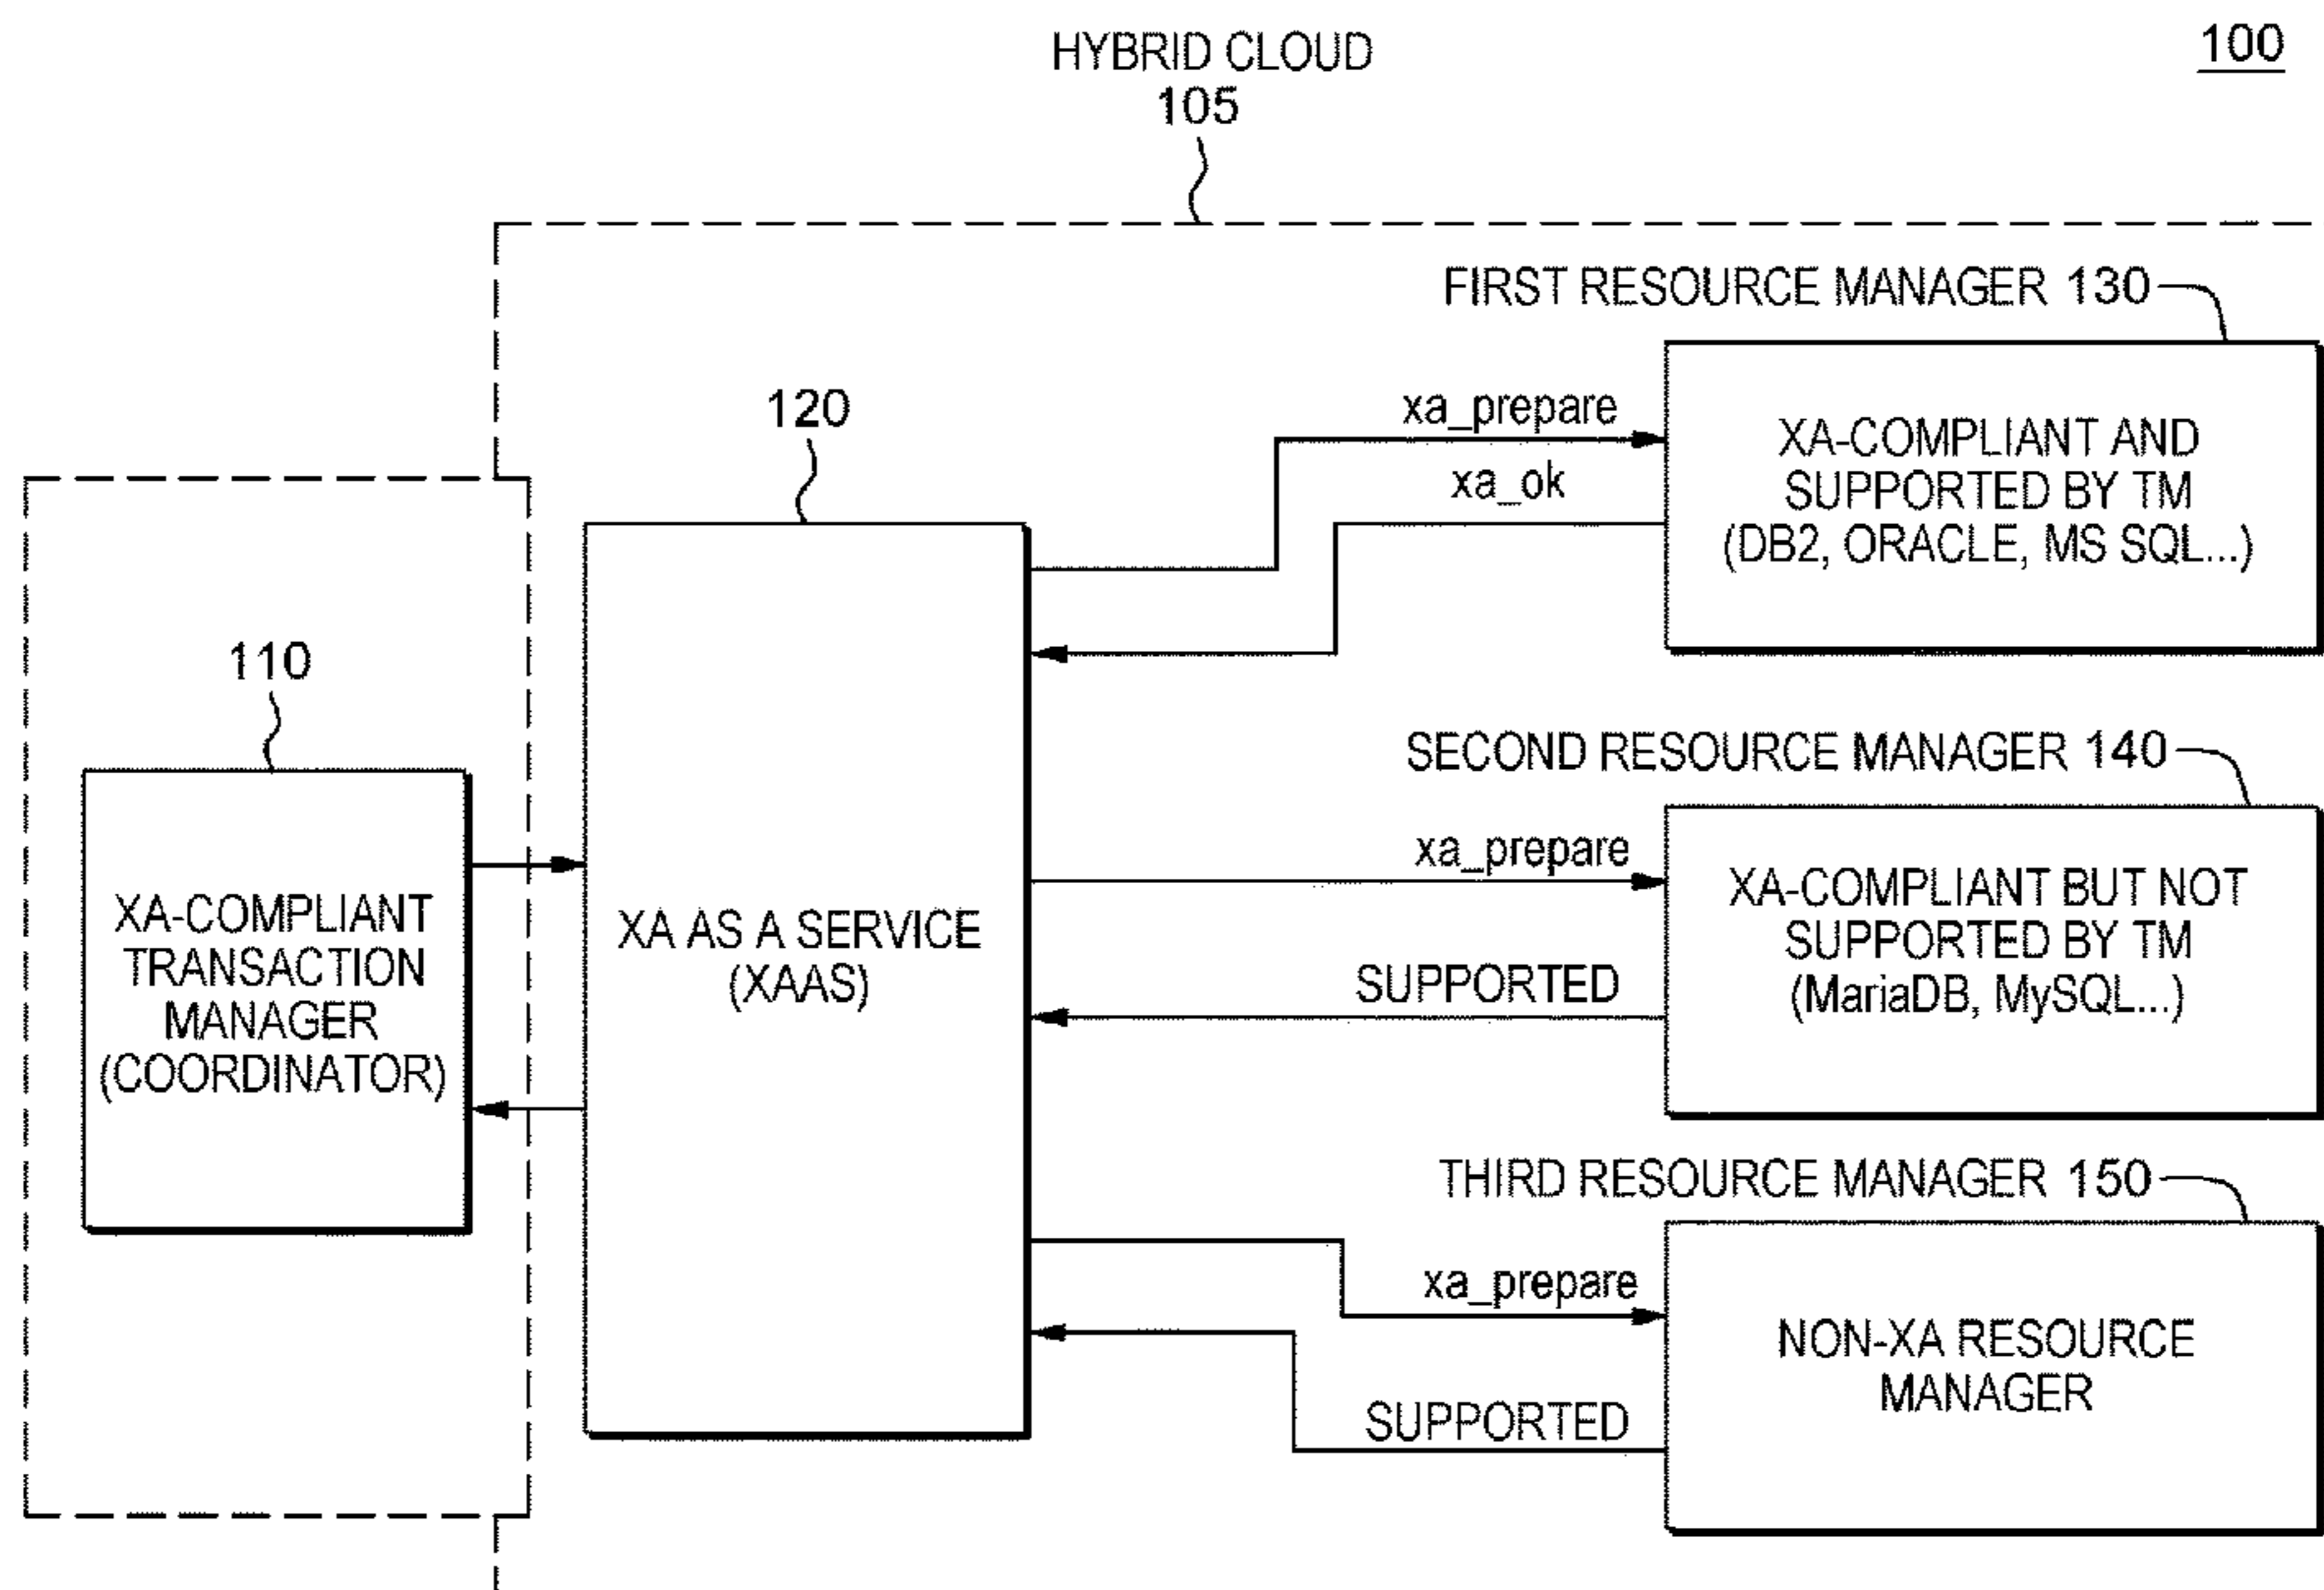 100
HYBRID CLOUD
105
FIRST RESOURCE MANAGER 130
120
xa_prepare
xa_ok
XA-COMPLIANT AND
SUPPORTED BY TM
(DB2, ORACLE, MS SQL...)
110
XA-COMPLIANT
TRANSACTION
MANAGER
(COORDINATOR)
XA AS A SERVICE
(XAAS)
SECOND RESOURCE MANAGER 140
xa_prepare
SUPPORTED
XA-COMPLIANT BUT NOT
SUPPORTED BY TM
(MariaDB, MySQL...)
THIRD RESOURCE MANAGER 150
xa_prepare
SUPPORTED
NON-XA RESOURCE
MANAGER